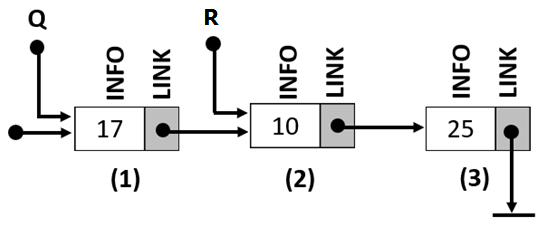 Q R
INFO LINK INFO LINK INFO LINK
17 10 25
(1) (2) (3)